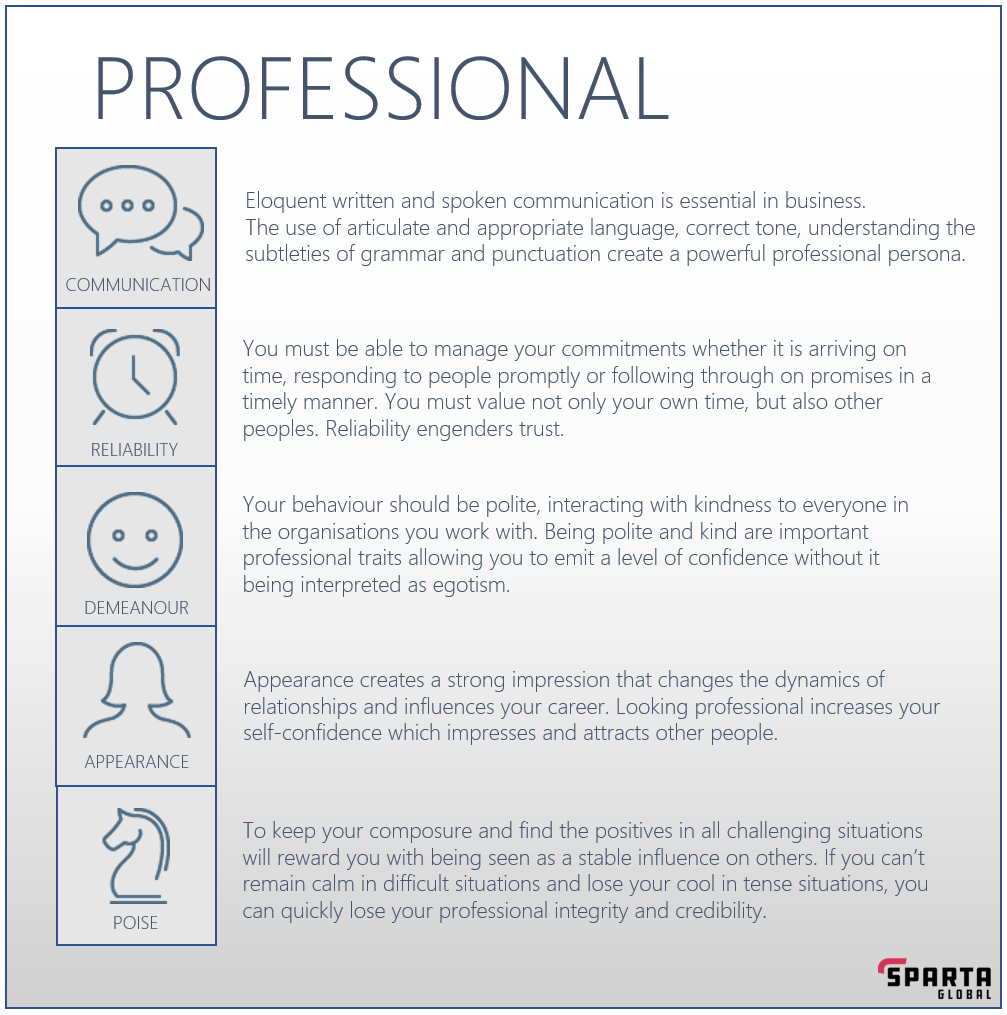 PROFESSIONAL
COMMUNICATION
Eloquent written and spoken communication is essential in business.
The use of articulate and appropriate language, correct tone, understanding the
subtleties of grammar and punctuation create a powerful professional persona.
RELIABILITY
You must be able to manage your commitments whether it is arriving on
time, responding to people promptly or following through on promises in a
timely manner. You must value not only your own time, but also other
peoples. Reliability engenders trust.
DEMEANOUR
Your behaviour should be polite, interacting with kindness to everyone in
the organisations you work with. Being polite and kind are important
professional traits allowing you to emit a level of confidence without it
being interpreted as egotism.
APPEARANCE
Appearance creates a strong impression that changes the dynamics of
relationships and influences your career. Looking professional increases your
self-confidence which impresses and attracts other people.
POISE
To keep your composure and find the positives in all challenging situations
will reward you with being seen as a stable influence on others. If you can’t
remain calm in difficult situations and lose your cool in tense situations, you
can quickly lose your professional integrity and credibility.
SPARTA
GLOBAL